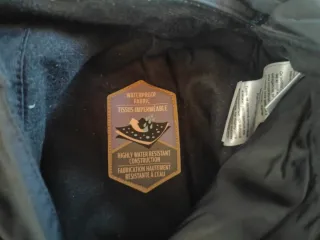 WATERPROOF
FABRIC
TISSUS IMPERMÉABLE
HIGHLY WATER RESISTANT
CONSTRUCTION
FABRICATION HAUTEMENT
RÉSISTANTE À L'EAU